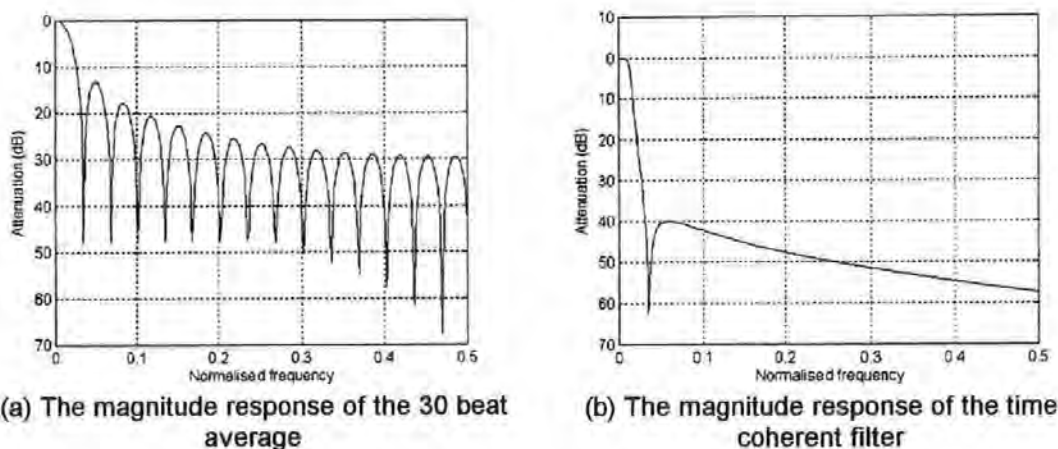 0
10
20
30
40
50
60
70
Attenuation (dB)
0 0.1 0.2 0.3 0.4 0.5
Normalised frequency
(a) The magnitude response of the 30 beat
average
10
0
10
20
30
40
50
60
70
Attenuation (dB)
0 0.1 0.2 0.3 0.4 0.5
Normalised frequency
(b) The magnitude response of the time
coherent filter